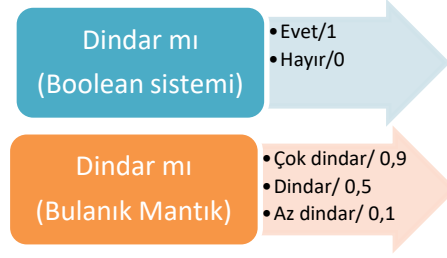 Dindar mı
(Boolean sistemi)
•Evet/1
•Hayır/0
Dindar mı
(Bulanık Mantık)
•Çok dindar/ 0,9
•Dindar/ 0,5
•Az dindar/ 0,1